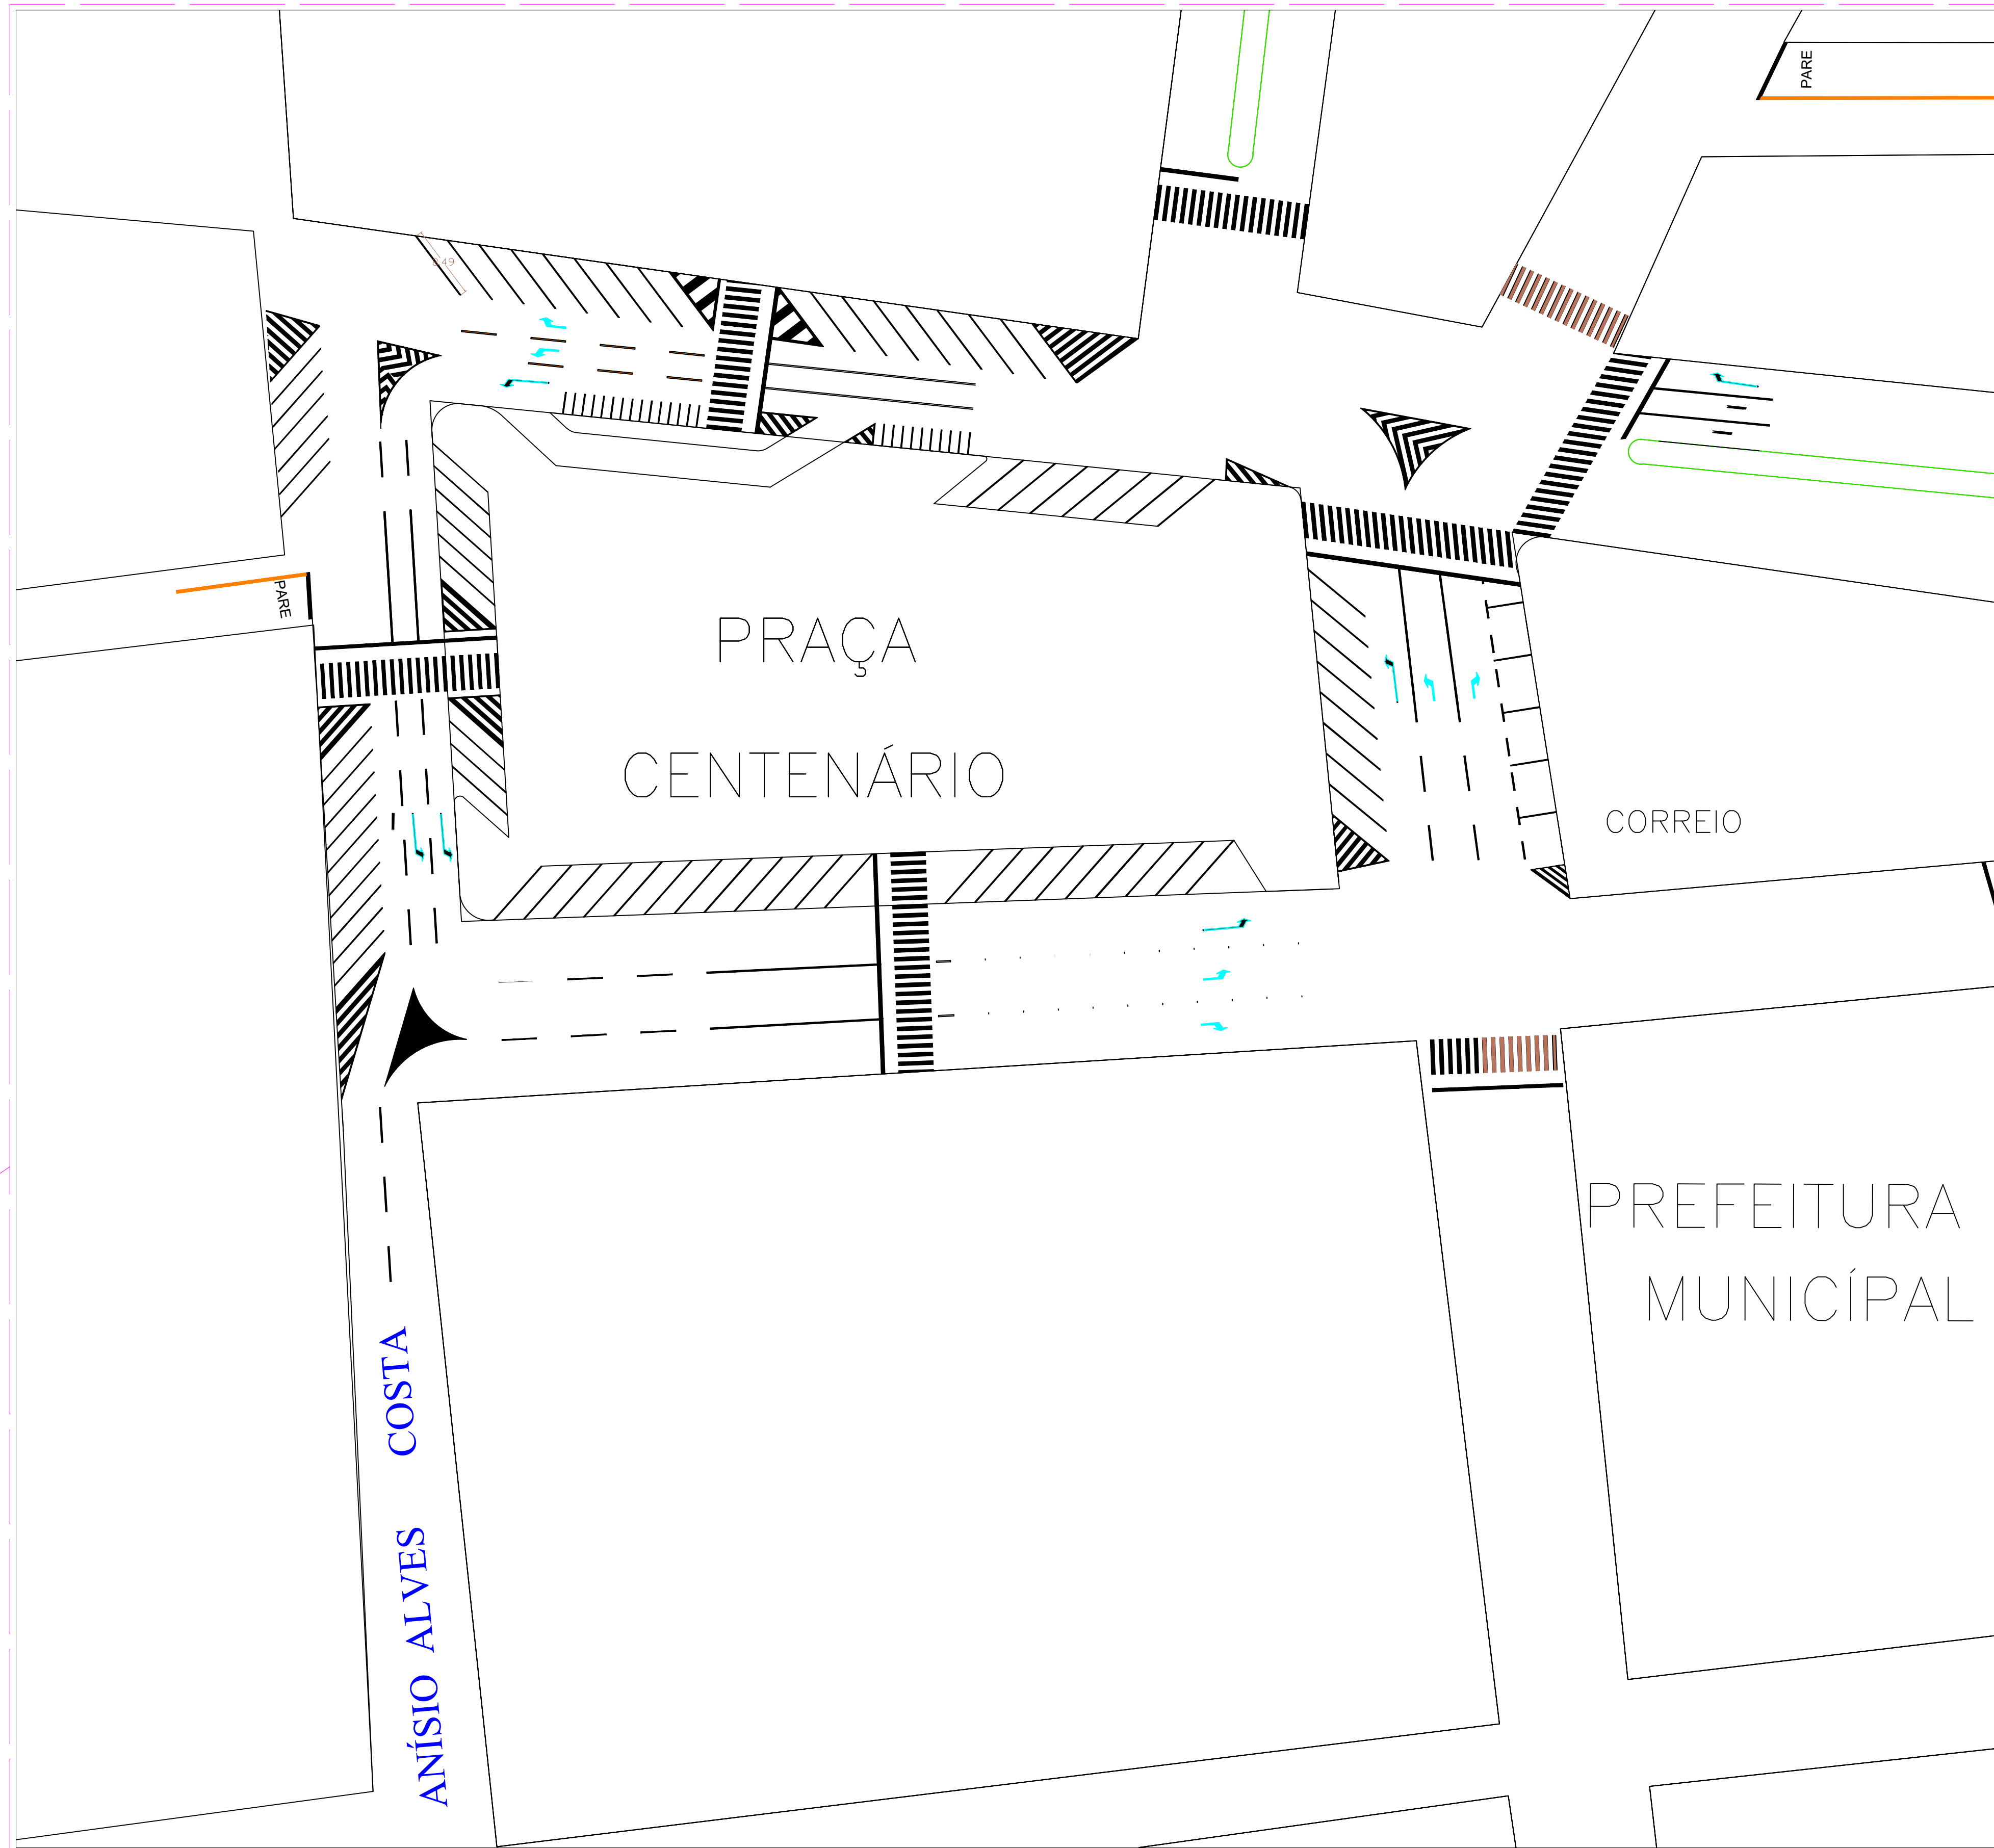 PARE
PARE
PRAÇA
CENTENÁRIO
CORREIO
PREFEITURA
MUNICÍPAL
ANÍSIO ALVES COSTA